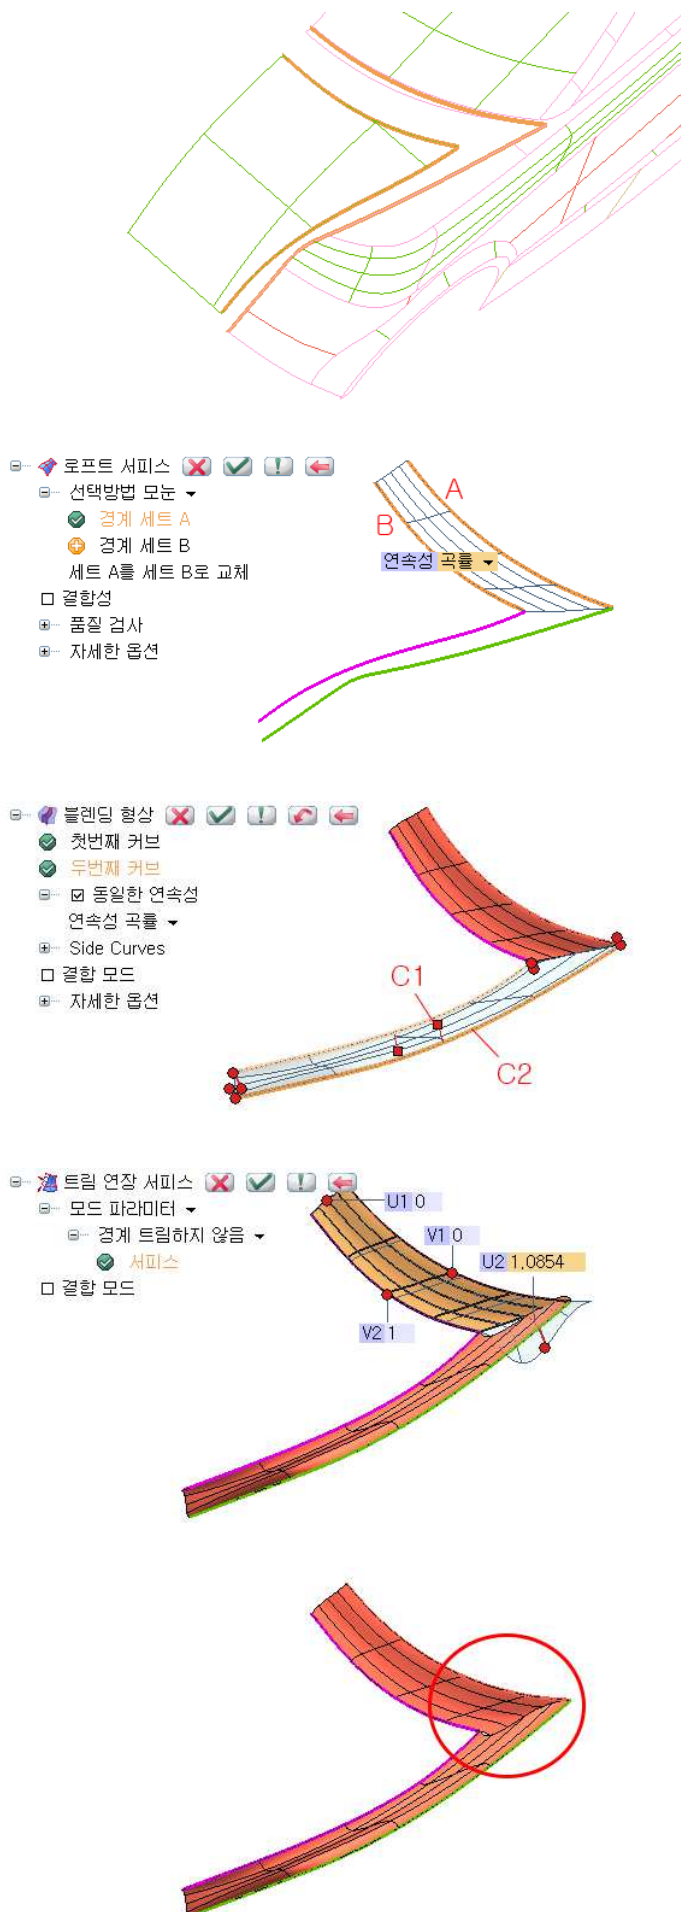 로프트 서피스
선택방법 모눈
경계 세트 A
경계 세트 B
세트 A를 세트 B로 교체
결합성
품질 검사
자세한 옵션
A
B
연속성 곡률
블렌딩 형상
첫번째 커브
두번째 커브
동일한 연속성
연속성 곡률
Side Curves
결합 모드
자세한 옵션
C1
C2
트림 연장 서피스
모드 파라미터
경계 트림하지 않음
서피스
결합 모드
U1 0
V1 0
U2 1,0854
V2 1